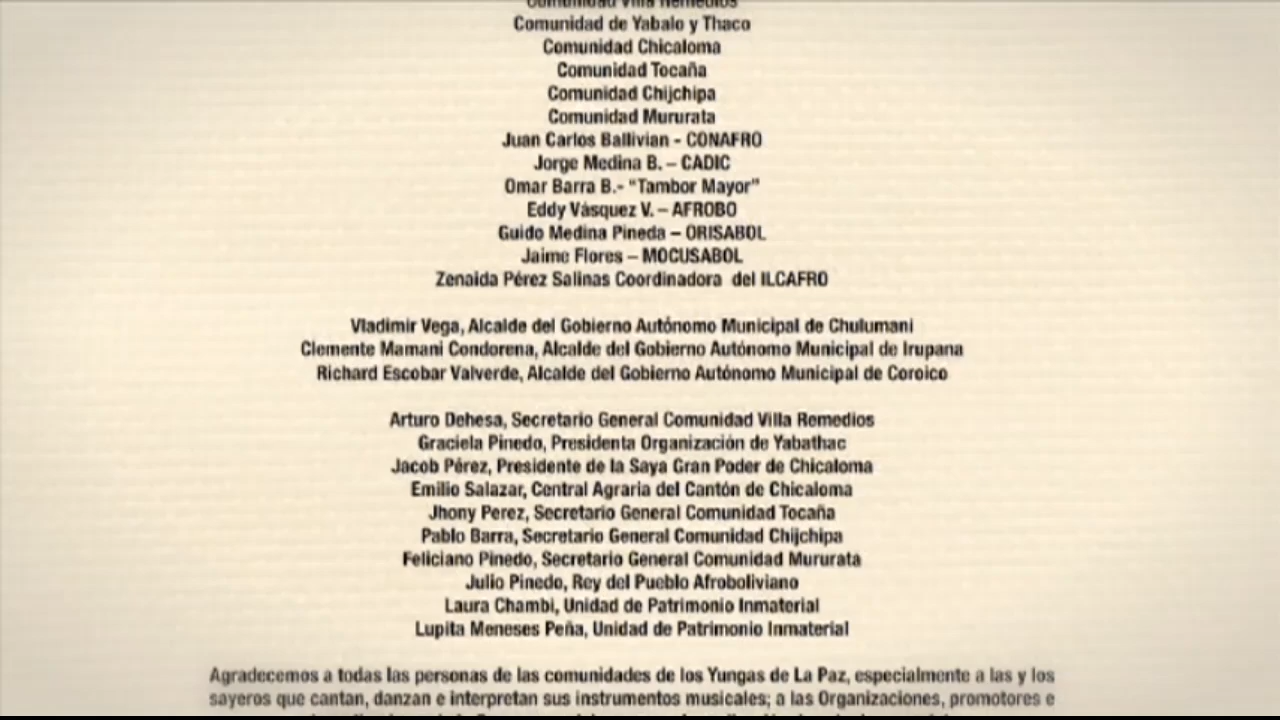 Comunidad Villa Remedios
Comunidad de Yabalo y Thaco
Comunidad Chicaloma
Comunidad Tocaña
Comunidad Chijchipa
Comunidad Mururata
Juan Carlos Ballivian - CONAFRO
Jorge Medina B. – CADIC
Omar Barra B.- “Tambor Mayor”
Eddy Vásquez V. – AFROBO
Guido Medina Pineda – ORISABOL
Jaime Flores – MOCUSABOL
Zenaida Pérez Salinas Coordinadora del ILCAFRO
Vladimir Vega, Alcalde del Gobierno Autónomo Municipal de Chulumani
Clemente Mamani Condorena, Alcalde del Gobierno Autónomo Municipal de Irupana
Richard Escobar Valverde, Alcalde del Gobierno Autónomo Municipal de Coroico
Arturo Dehesa, Secretario General Comunidad Villa Remedios
Graciela Pinedo, Presidenta Organización de Yabathac
Jacob Pérez, Presidente de la Saya Gran Poder de Chicaloma
Emilio Salazar, Central Agraria del Cantón de Chicaloma
Jhony Perez, Secretario General Comunidad Tocaña
Pablo Barra, Secretario General Comunidad Chijchipa
Feliciano Pinedo, Secretario General Comunidad Mururata
Julio Pinedo, Rey del Pueblo Afroboliviano
Laura Chambi, Unidad de Patrimonio Inmaterial
Lupita Meneses Peña, Unidad de Patrimonio Inmaterial
Agradecemos a todas las personas de las comunidades de los Yungas de La Paz, especialmente a las y los
sayeros que cantan, danzan e interpretan sus instrumentos musicales; a las Organizaciones, promotores e